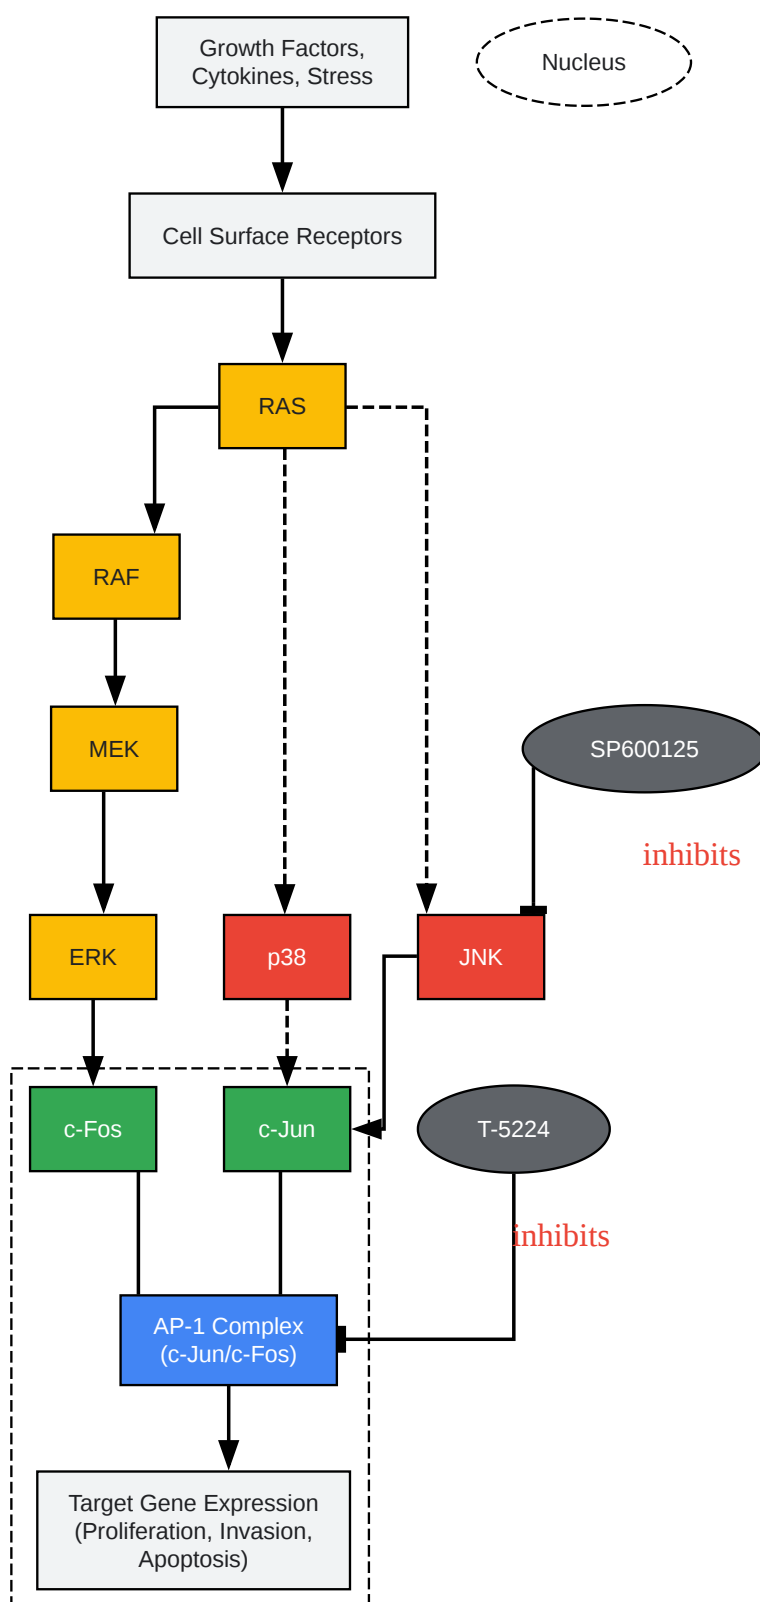 Growth Factors,
Cytokines, Stress
Nucleus
Cell Surface Receptors
RAS
RAF
MEK
SP600125
inhibits
ERK
p38
JNK
c-Fos
c-Jun
T-5224
inhibits
AP-1 Complex
(c-Jun/c-Fos)
Target Gene Expression
(Proliferation, Invasion,
Apoptosis)